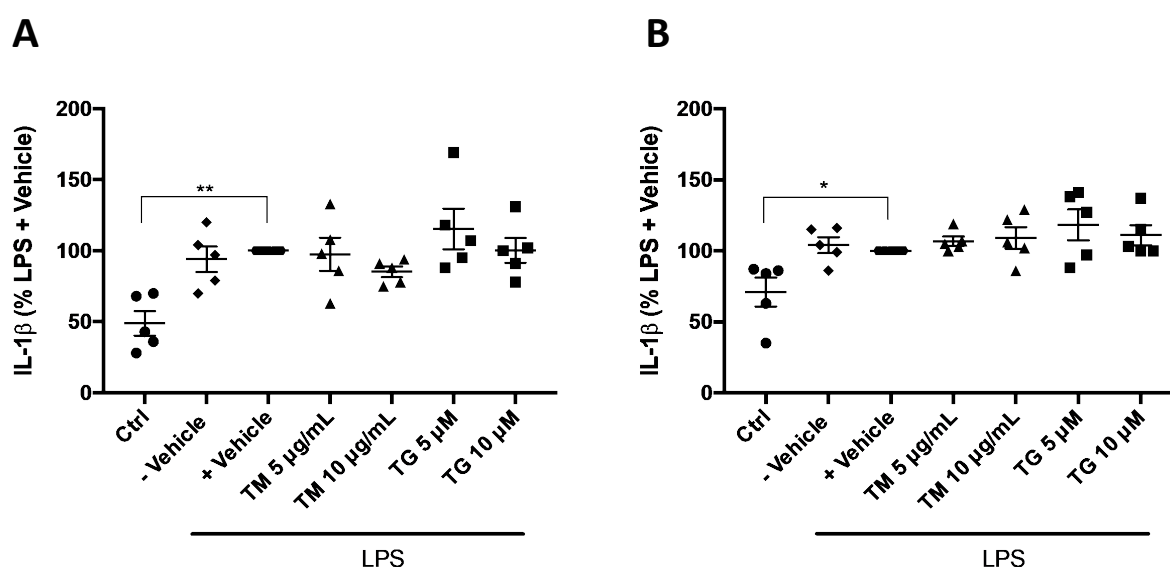 A
IL-1β (% LPS + Vehicle)
200
150
100
50
0
**
Ctrl
- Vehicle
+ Vehicle
TM 5 µg/mL
TM 10 µg/mL
TG 5 µM
TG 10 µM
LPS
B
IL-1β (% LPS + Vehicle)
200
150
100
50
0
*
Ctrl
- Vehicle
+ Vehicle
TM 5 µg/mL
TM 10 µg/mL
TG 5 µM
TG 10 µM
LPS